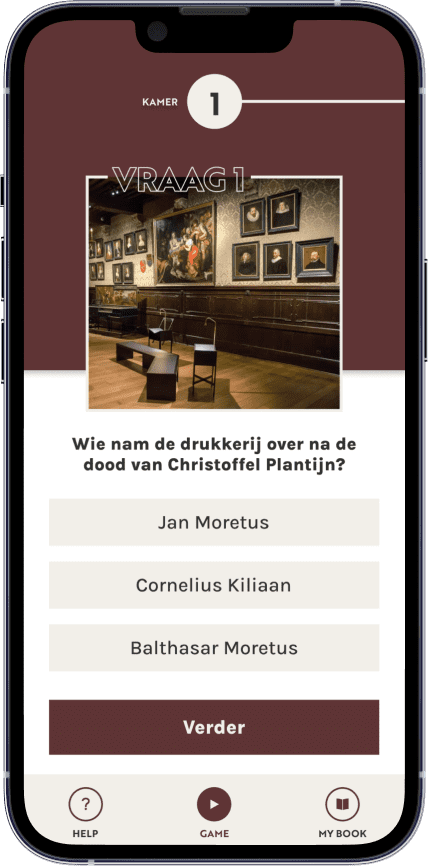 KAMER 1
VRAAG 1
Wie nam de drukkerij over na de
dood van Christoffel Plantijn?
Jan Moretus
Cornelius Kiliaan
Balthasar Moretus
Verder
?
HELP
GAME
MY BOOK